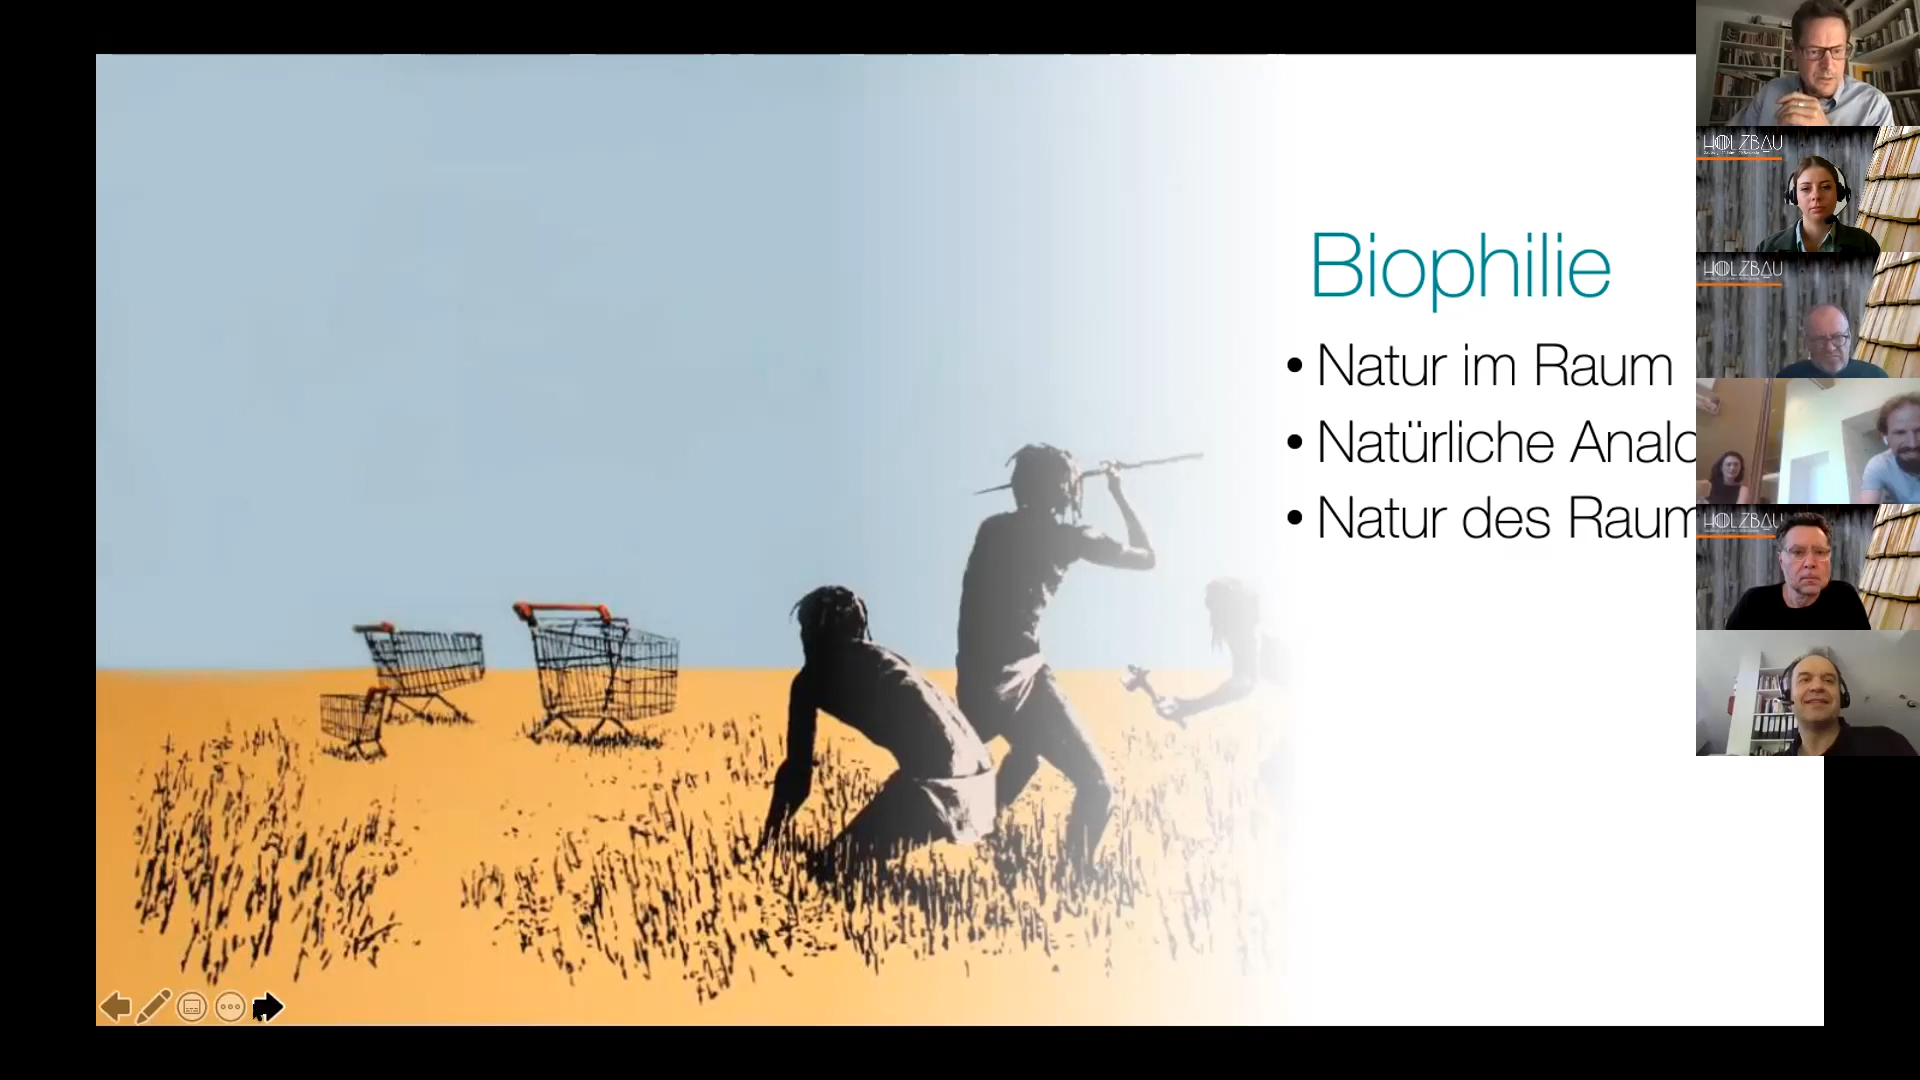 Biophilie
• Natur im Raum
• Natürliche Analo
• Natur des Raum
HOLZBAU
HOLZBAU
HOLZBAU